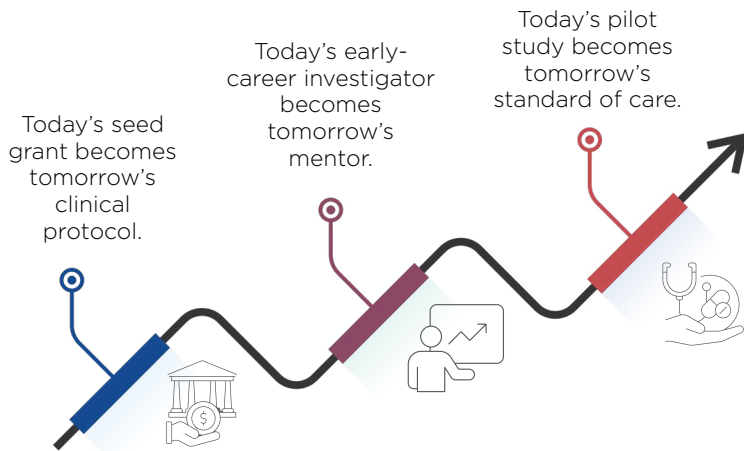 Today's seed
grant becomes
tomorrow's
clinical
protocol.
Today's early-
career investigator
becomes
tomorrow's
mentor.
Today's pilot
study becomes
tomorrow's
standard of care.
$